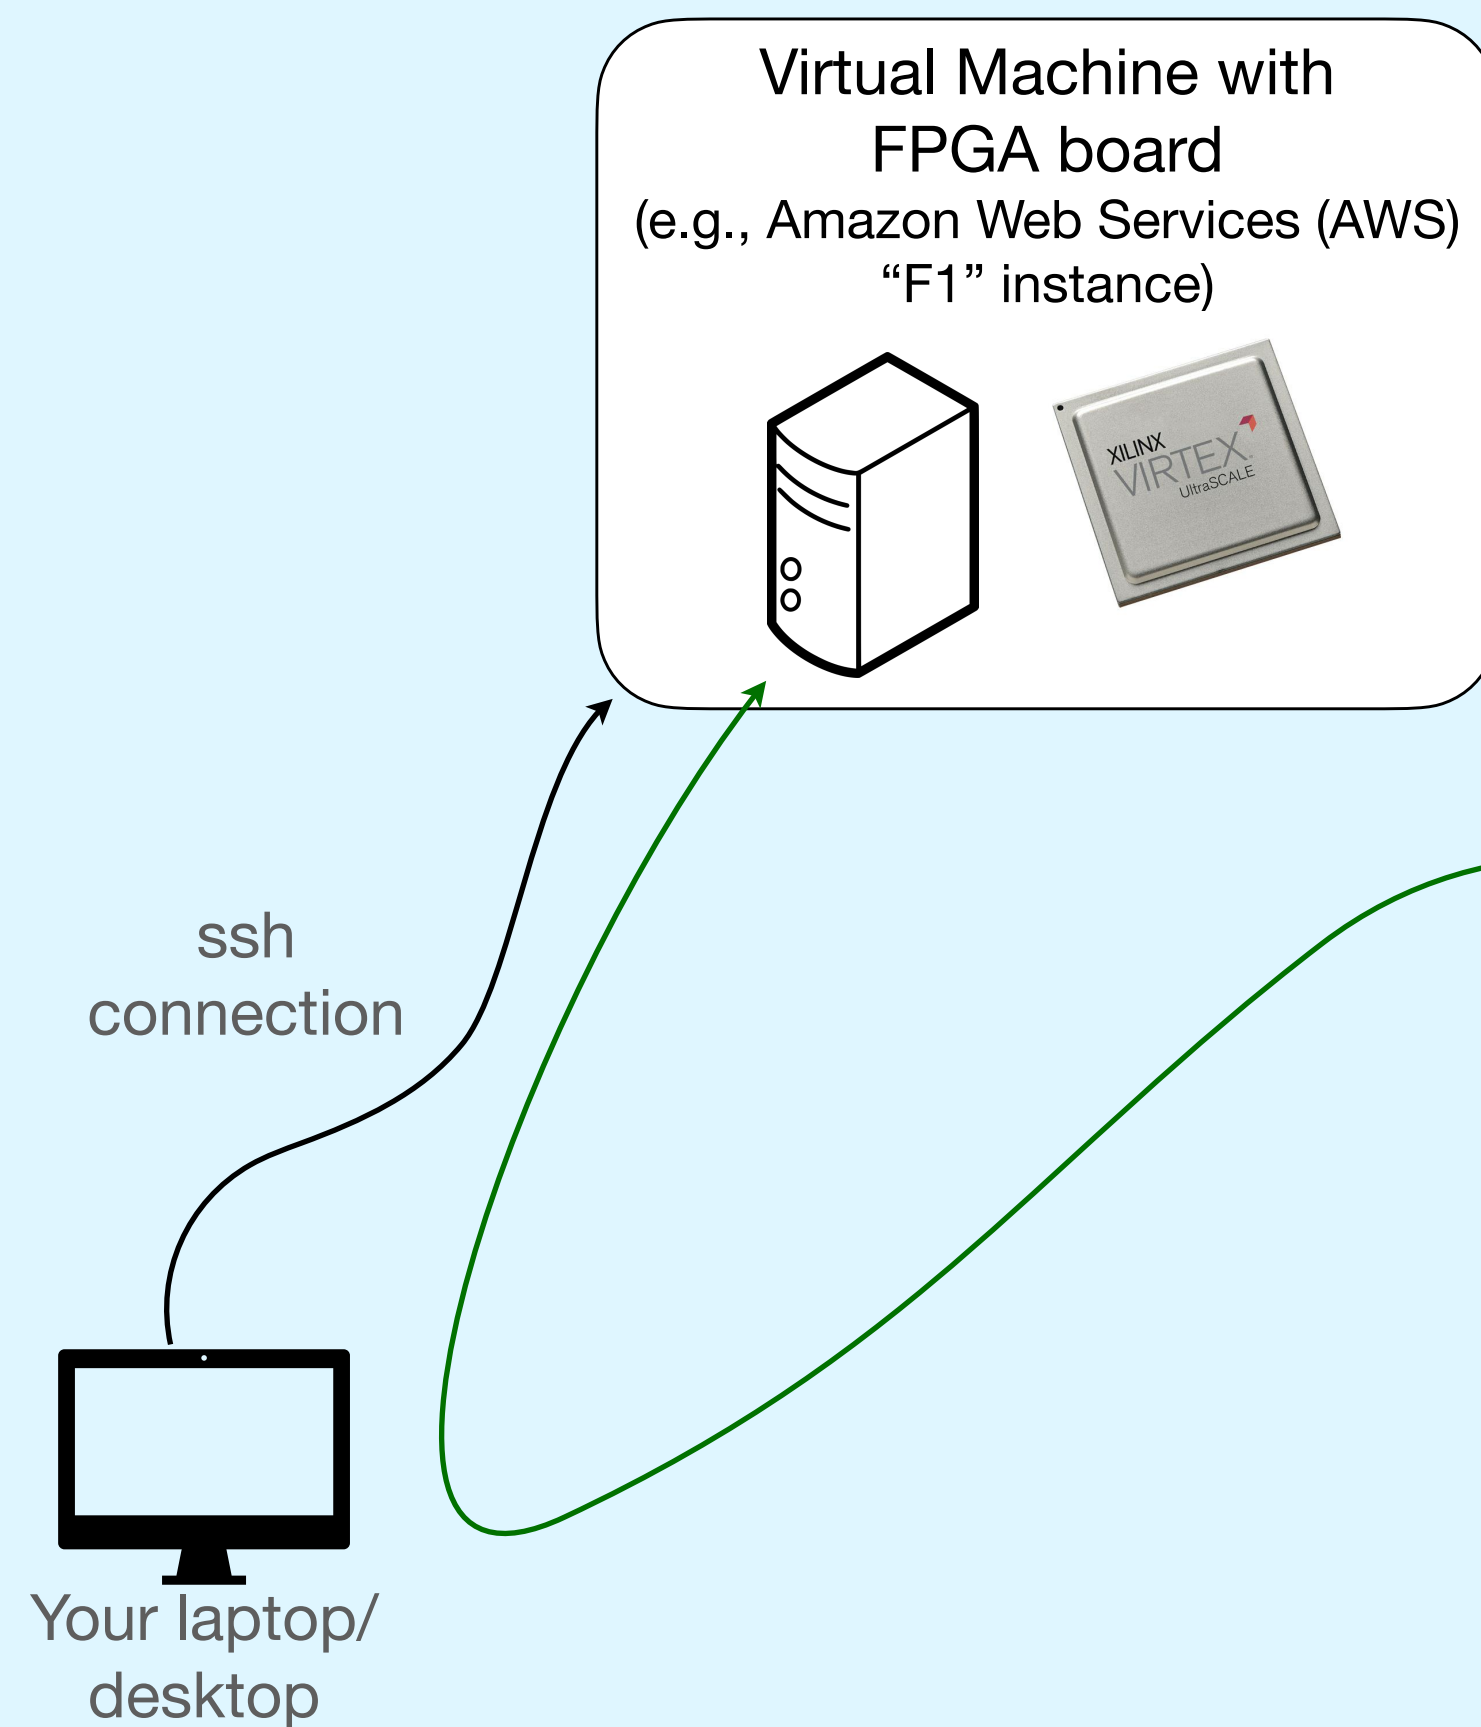 Virtual Machine with
FPGA board
(e.g., Amazon Web Services (AWS)
“F1” instance)
XILINX
VIRTEX
UltraSCALE
ssh
connection
Your laptop/
desktop